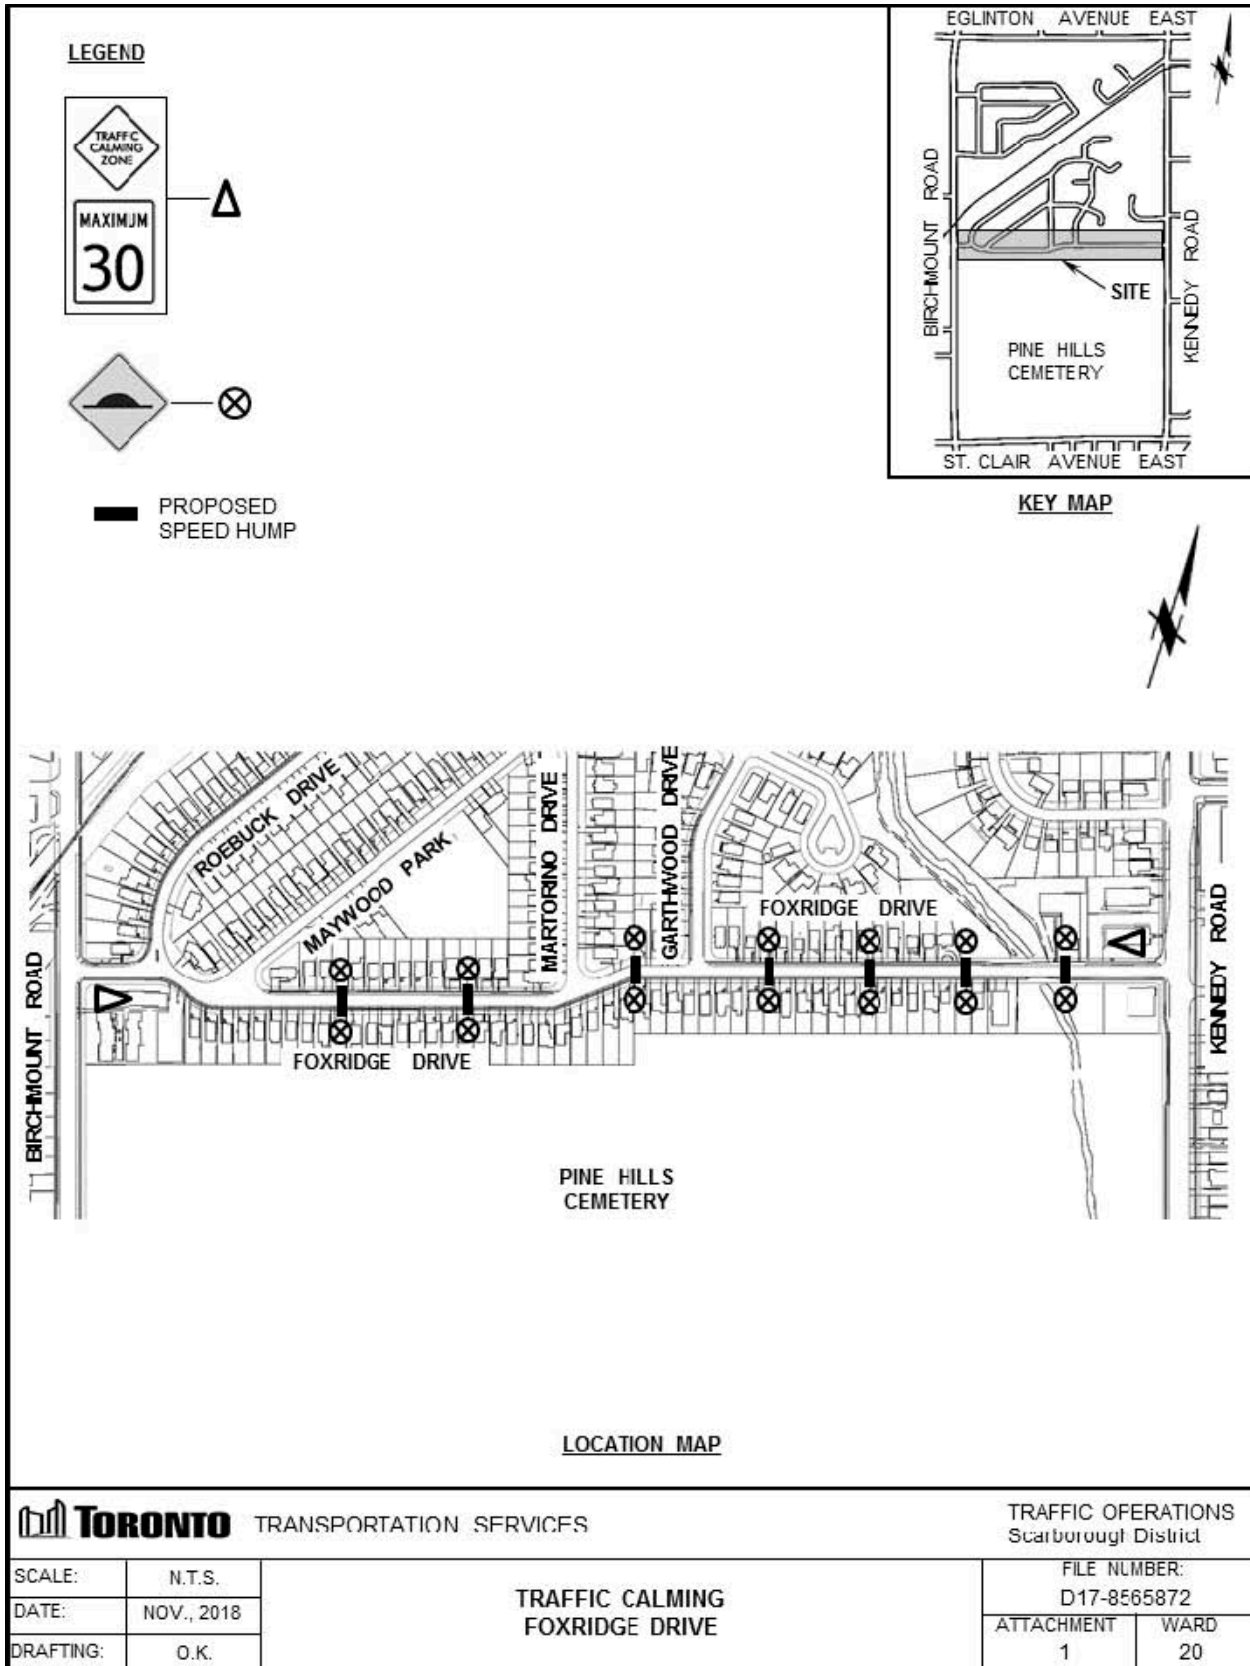 LEGEND
TRAFFC
CALMING
ZONE
MAXIMUM
30
PROPOSED
SPEED HUMP
EGLINTON AVENUE EAST
BIRCHMOUNT ROAD
KENNEDY ROAD
SITE
PINE HILLS
CEMETERY
ST. CLAIR AVENUE EAST
KEY MAP
ROEBUCK DRIVE
MAYWOOD PARK
MARTORINO DRIVE
GARTHWOOD DRIVE
FOXRIDGE DRIVE
BIRCHMOUNT ROAD
KENNEDY ROAD
FOXRIDGE DRIVE
PINE HILLS
CEMETERY
LOCATION MAP
TORONTO TRANSPORTATION SERVICES
TRAFFIC OPERATIONS
Scarborough District
SCALE: N.T.S.
DATE: NOV., 2018
DRAFTING: O.K.
TRAFFIC CALMING
FOXRIDGE DRIVE
FILE NUMBER:
D17-8565872
ATTACHMENT
1
WARD
20